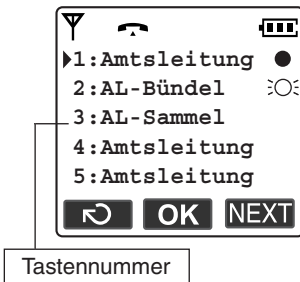 1:Amtsleitung
2:AL-Bündel
3:AL-Sammel
4:Amtsleitung
5:Amtsleitung
OK NEXT
Tastennummer